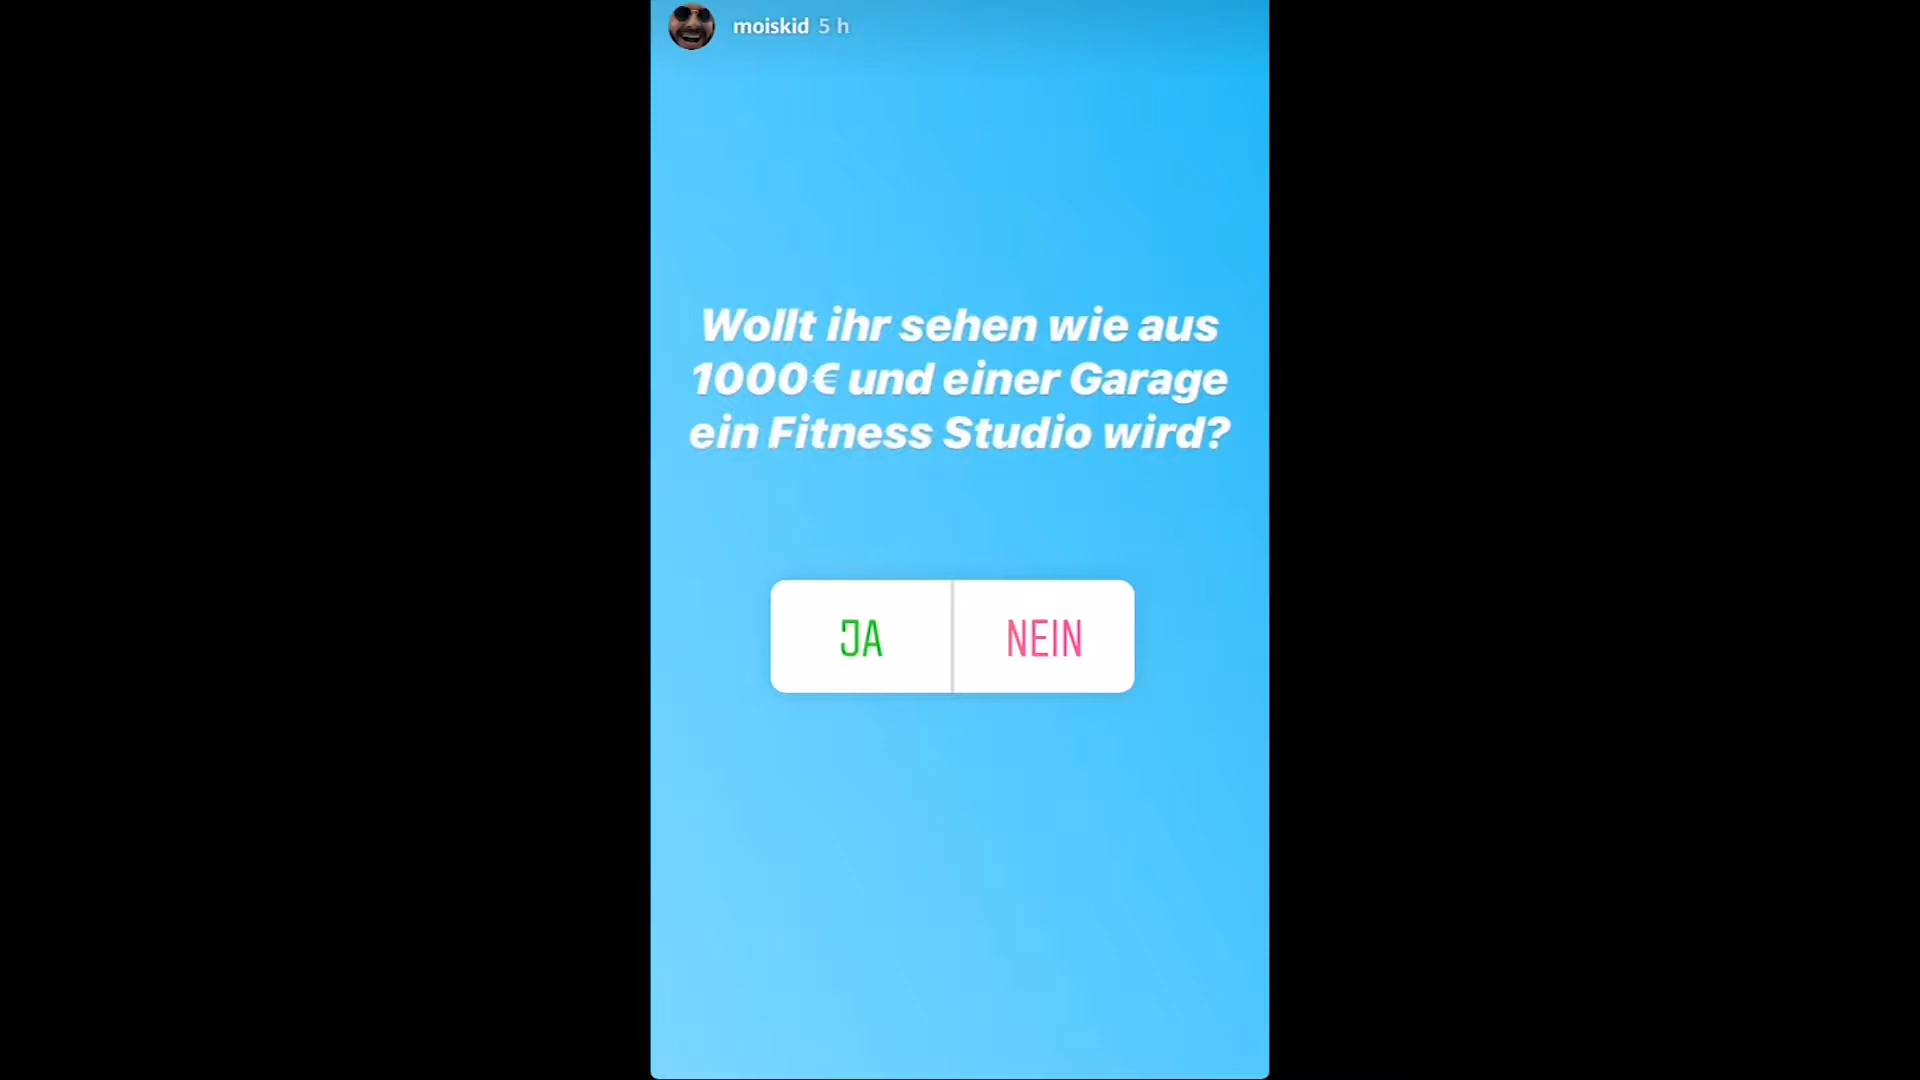 moiskid 5 h
Wollt ihr sehen wie aus
1000€ und einer Garage
ein Fitness Studio wird?
JA NEIN